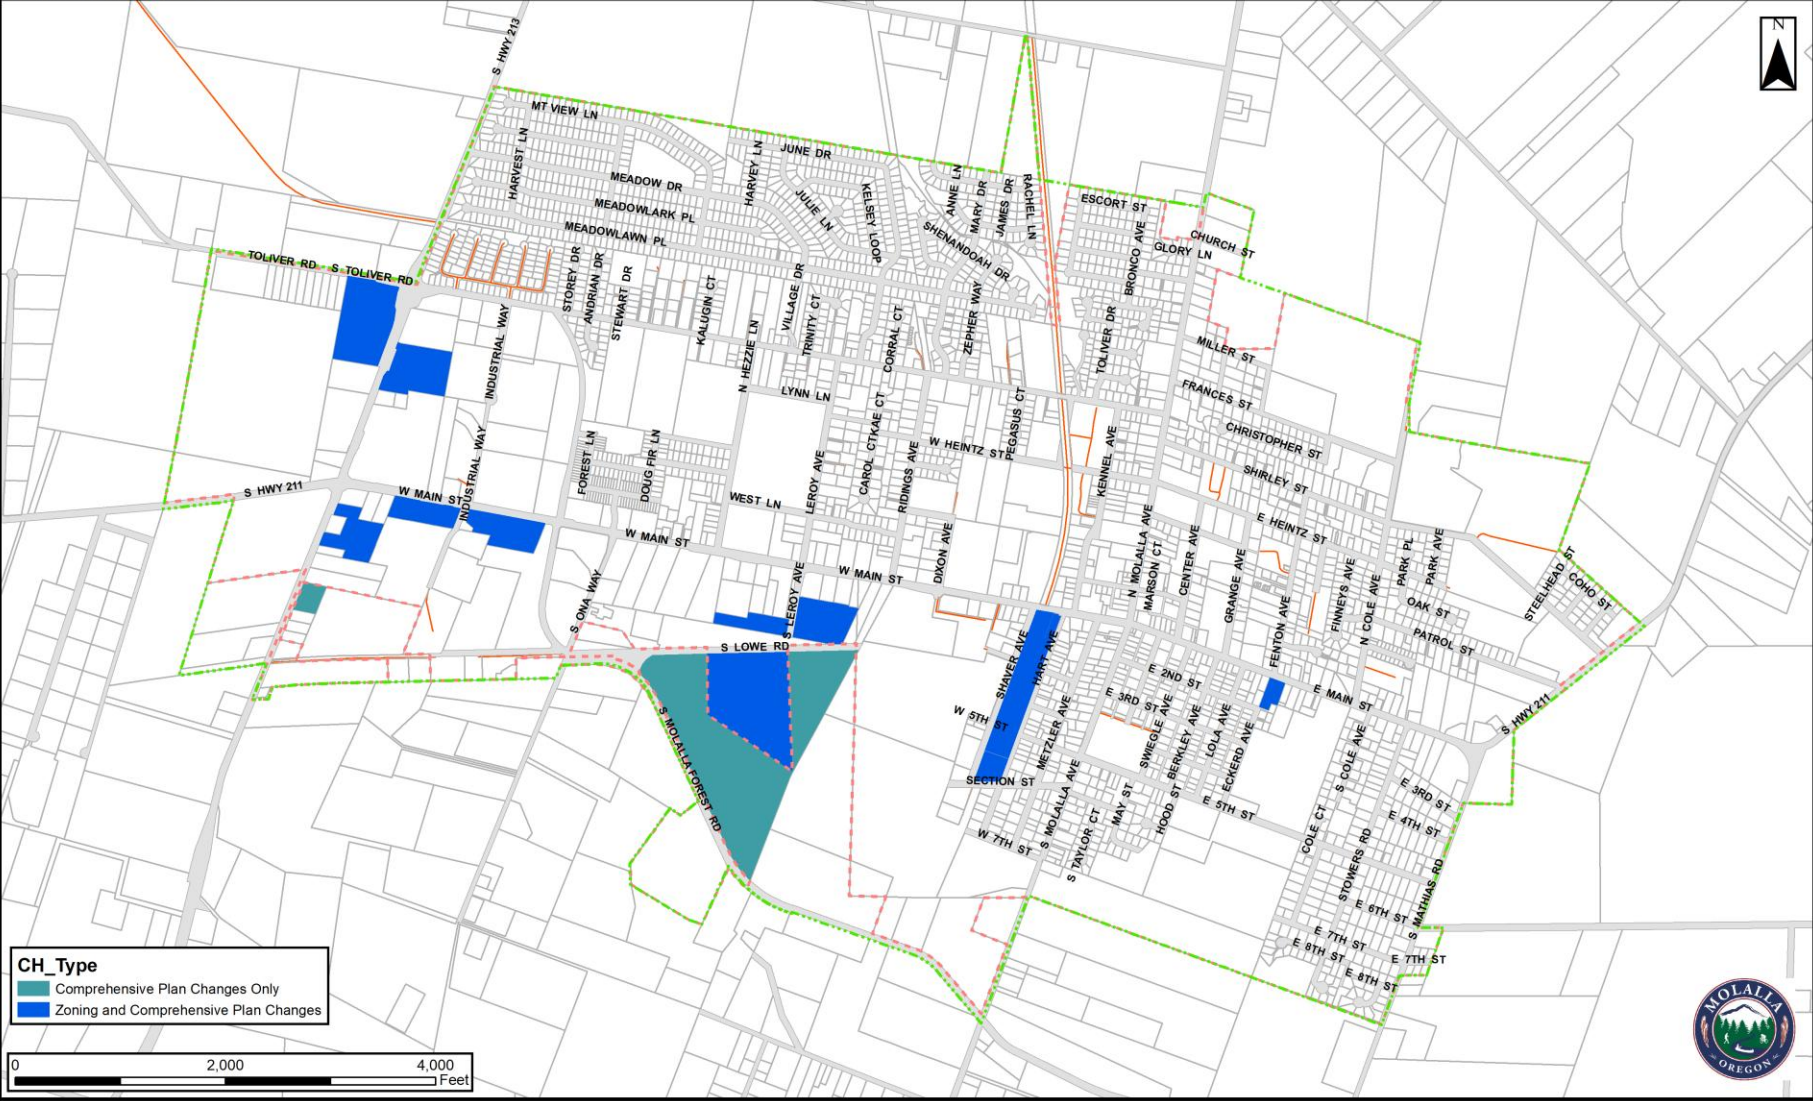 N
S HWY 213
MT VIEW LN
HARVEST LN
HARVEY LN
JUNE DR
MEADOW DR
MEADOWLARK PL
MEADOWLAWN PL
JULIE LN
KELSEY LOOP
ANNE LN
MARY DR
JAMES DR
RACHEL LN
SHENANDOAH DR
ESCORT ST
BRONCO AVE
GLORY LN
CHURCH ST
TOLIVER RD
S TOLIVER RD
STOREY DR
ANDRIAN DR
STEWART DR
KALUGIN CT
VILLAGE DR
TRINITY CT
CORRAL CT
ZEPHER WAY
TOLIVER DR
MILLER ST
INDUSTRIAL WAY
N HEZZIE LN
LYNN LN
FRANCES ST
CHRISTOPHER ST
INDUSTRIAL WAY
FOREST LN
DOUG FIR LN
LEROY AVE
CAROL CT
KAE CT
RIDINGS AVE
W HEINTZ ST
PEGASUS CT
KENNEL AVE
SHIRLEY ST
S HWY 211
W MAIN ST
WEST LN
W MAIN ST
W MAIN ST
DIXON AVE
N MOLALLA AVE
MARSON CT
CENTER AVE
GRANGE AVE
E HEINTZ ST
FENTON AVE
FINNEYS AVE
N COLE AVE
PARK PL
PARK AVE
OAK ST
PATROL ST
STEELHEAD ST
COHO ST
S ONA WAY
S LEROY AVE
S LOWE RD
S MOLALLA FOREST RD
SHAVER AVE
HART AVE
W 5TH ST
SECTION ST
METZLER AVE
E 2ND ST
E 3RD ST
SWIEGLE AVE
BERKLEY AVE
LOLA AVE
ECKERD AVE
E MAIN ST
S HWY 211
S COLE AVE
E 3RD ST
E 4TH ST
E 5TH ST
W 7TH ST
S MOLALLA AVE
S TAYLOR CT
MAY ST
HOOD ST
COLE CT
STOWERS RD
S MATHIAS RD
E 6TH ST
E 7TH ST
E 8TH ST
E 7TH ST
E 8TH ST
CH_Type
Comprehensive Plan Changes Only
Zoning and Comprehensive Plan Changes
0 2,000 4,000
Feet
MOLALLA
OREGON